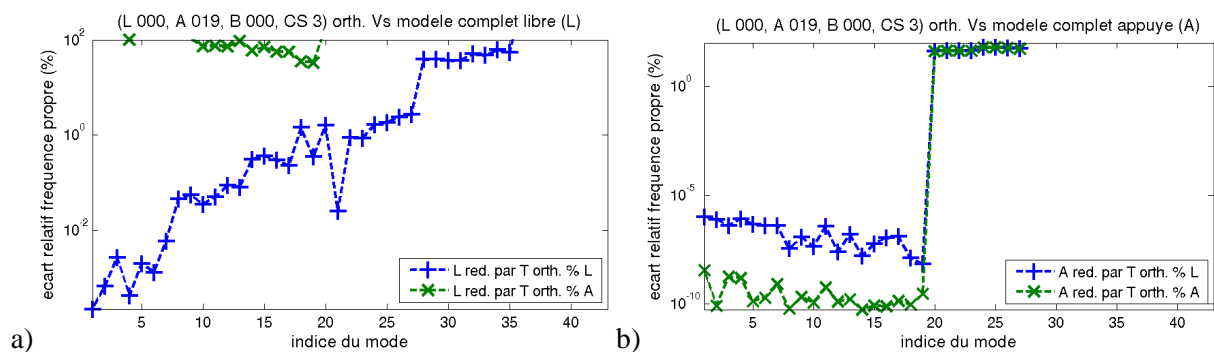 (L 000, A 019, B 000, CS 3) orth. Vs modele complet libre (L)
10^2
10^0
10^-2
ecart relatif frequence propre (%)
L red. par T orth. % L
L red. par T orth. % A
5 10 15 20 25 30 35 40
indice du mode
a)
(L 000, A 019, B 000, CS 3) orth. Vs modele complet appuye (A)
10^0
10^-5
10^-10
ecart relatif frequence propre (%)
A red. par T orth. % L
A red. par T orth. % A
5 10 15 20 25 30 35 40
indice du mode
b)